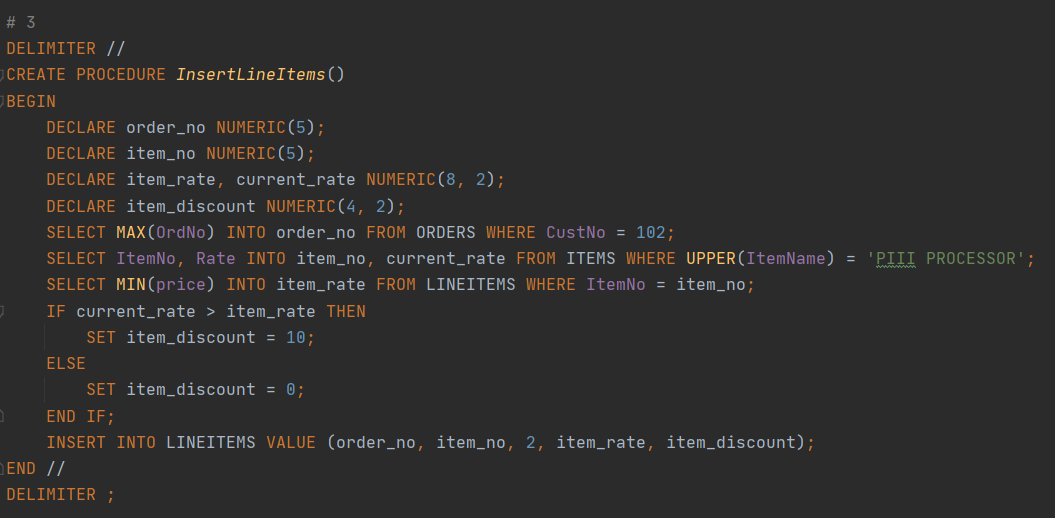 # 3
DELIMITER //
CREATE PROCEDURE InsertLineItems()
BEGIN
    DECLARE order_no NUMERIC(5);
    DECLARE item_no NUMERIC(5);
    DECLARE item_rate, current_rate NUMERIC(8, 2);
    DECLARE item_discount NUMERIC(4, 2);
    SELECT MAX(OrdNo) INTO order_no FROM ORDERS WHERE CustNo = 102;
    SELECT ItemNo, Rate INTO item_no, current_rate FROM ITEMS WHERE UPPER(ItemName) = 'PIII PROCESSOR';
    SELECT MIN(price) INTO item_rate FROM LINEITEMS WHERE ItemNo = item_no;
    IF current_rate > item_rate THEN
        SET item_discount = 10;
    ELSE
        SET item_discount = 0;
    END IF;
    INSERT INTO LINEITEMS VALUE (order_no, item_no, 2, item_rate, item_discount);
END //
DELIMITER ;